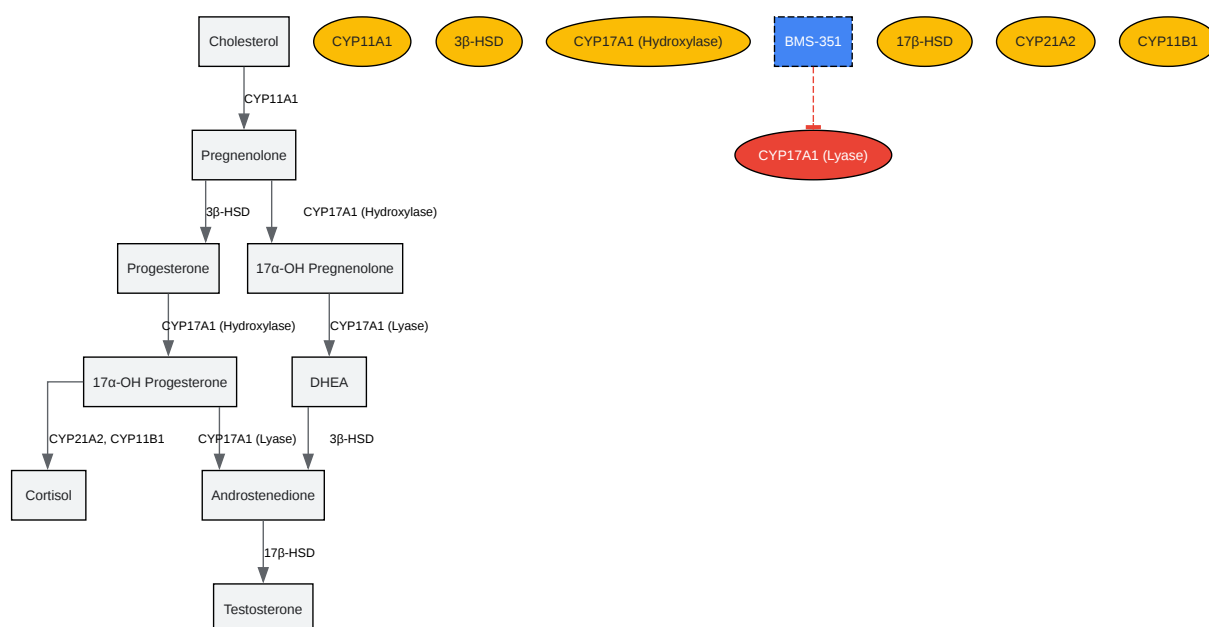 Cholesterol
CYP11A1
3β-HSD
CYP17A1 (Hydroxylase)
BMS-351
17β-HSD
CYP21A2
CYP11B1
CYP11A1
Pregnenolone
CYP17A1 (Lyase)
3β-HSD
CYP17A1 (Hydroxylase)
Progesterone
17α-OH Pregnenolone
CYP17A1 (Hydroxylase)
CYP17A1 (Lyase)
17α-OH Progesterone
DHEA
CYP21A2, CYP11B1
CYP17A1 (Lyase)
3β-HSD
Cortisol
Androstenedione
17β-HSD
Testosterone